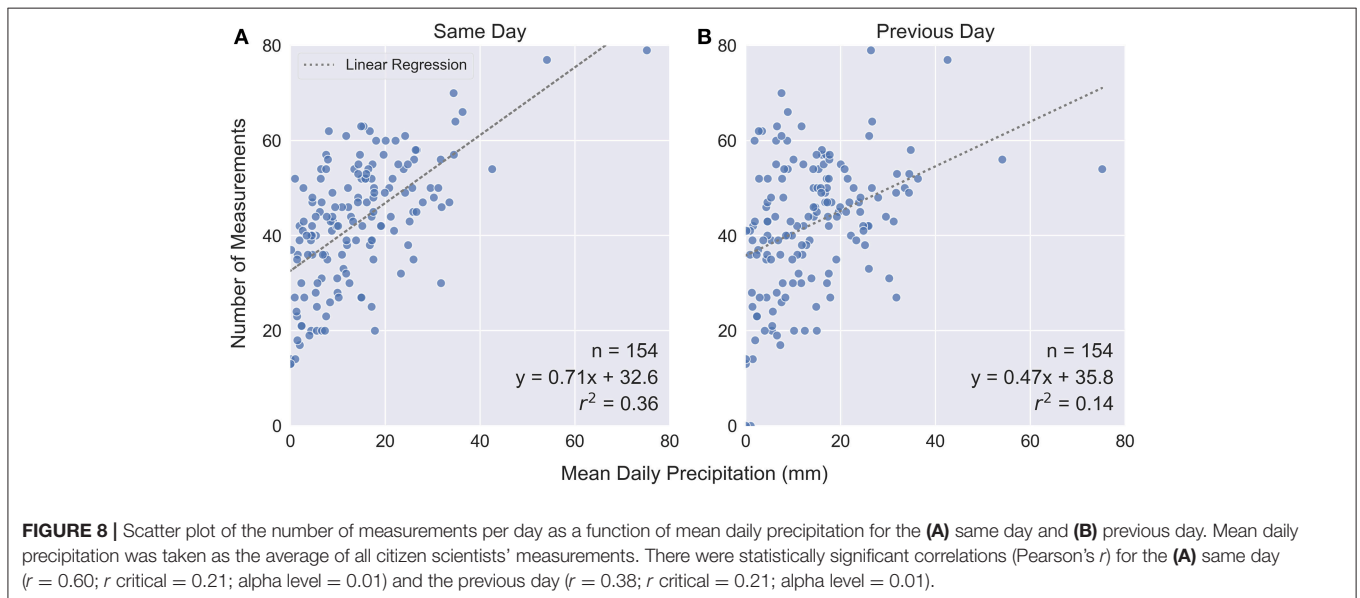 A
Same Day
80
60
40
20
0
Number of Measurements
Linear Regression
n = 154
y = 0.71x + 32.6
r² = 0.36
0 20 40 60 80
B
Previous Day
80
60
40
20
0
n = 154
y = 0.47x + 35.8
r² = 0.14
0 20 40 60 80
Mean Daily Precipitation (mm)
FIGURE 8 | Scatter plot of the number of measurements per day as a function of mean daily precipitation for the (A) same day and (B) previous day. Mean daily
precipitation was taken as the average of all citizen scientists' measurements. There were statistically significant correlations (Pearson's r) for the (A) same day
(r = 0.60; r critical = 0.21; alpha level = 0.01) and the previous day (r = 0.38; r critical = 0.21; alpha level = 0.01).